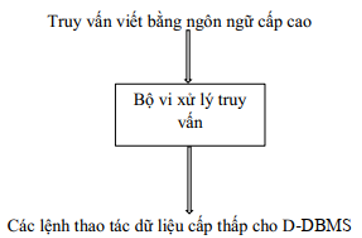 Truy vấn viết bằng ngôn ngữ cấp cao
Bộ vi xử lý truy
vấn
Các lệnh thao tác dữ liệu cấp thấp cho D-DBMS